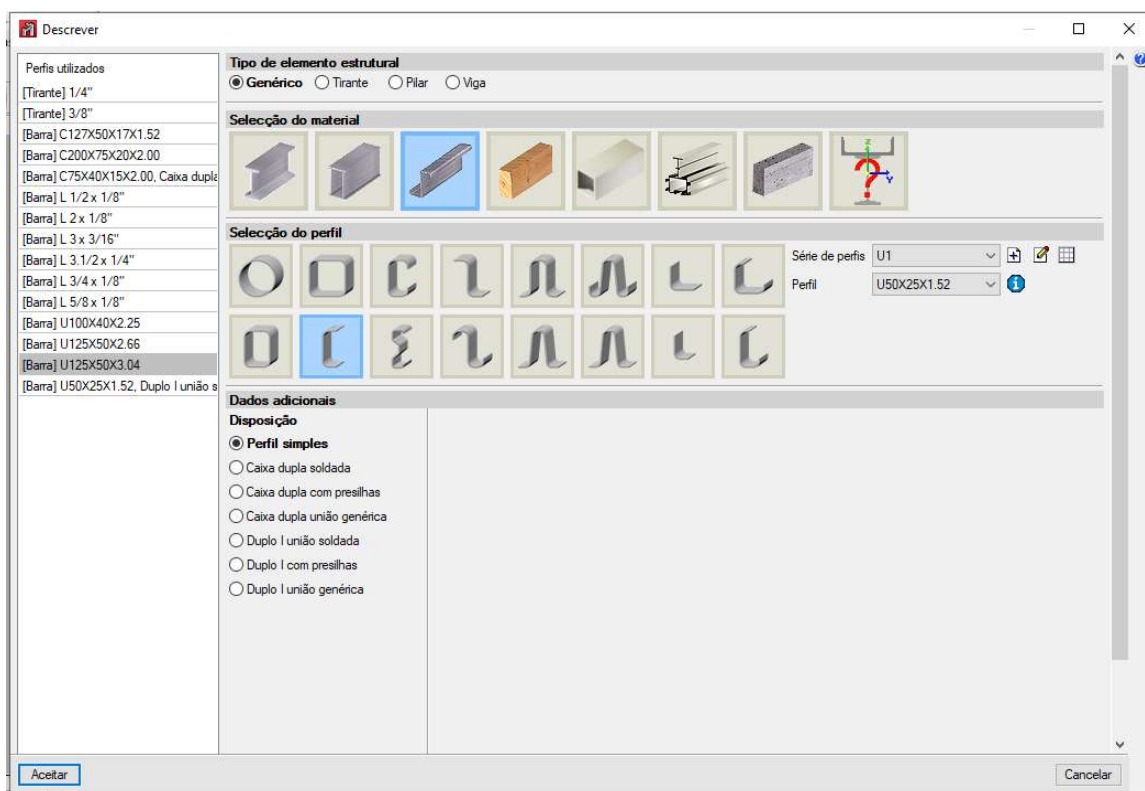 Descrever
Perfis utilizados
[Tirante] 1/4"
[Tirante] 3/8"
[Barra] C127X50X17X1.52
[Barra] C200X75X20X2.00
[Barra] C75X40X15X2.00, Caixa dupla
[Barra] L 1/2 x 1/8"
[Barra] L 2 x 1/8"
[Barra] L 3 x 3/16"
[Barra] L 3.1/2 x 1/4"
[Barra] L 3/4 x 1/8"
[Barra] L 5/8 x 1/8"
[Barra] U100X40X2.25
[Barra] U125X50X2.66
[Barra] U125X50X3.04
[Barra] U50X25X1.52, Duplo I união s
Tipo de elemento estrutural
Genérico Tirante Pilar Viga
Selecção do material
z
?
Y
Selecção do perfil
Série de perfis U1
Perfil U50X25X1.52
Dados adicionais
Disposição
Perfil simples
Caixa dupla soldada
Caixa dupla com presilhas
Caixa dupla união genérica
Duplo I união soldada
Duplo I com presilhas
Duplo I união genérica
Aceitar Cancelar